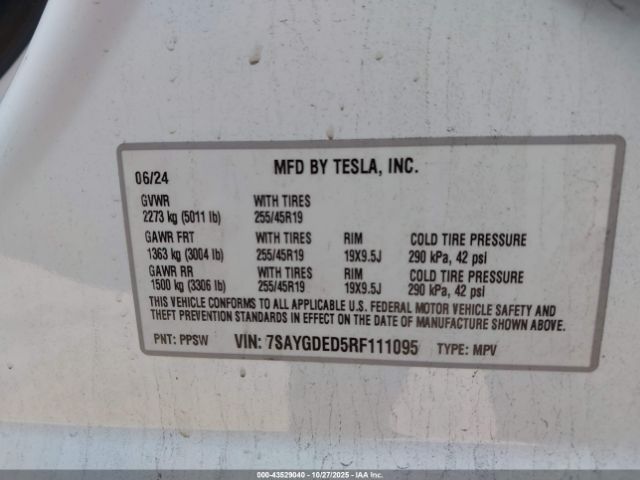 MFD BY TESLA, INC.
06/24
GVWR WITH TIRES
2273 kg (5011 lb) 255/45R19
GAWR FRT WITH TIRES RIM COLD TIRE PRESSURE
1363 kg (3004 lb) 255/45R19 19X9.5J 290 kPa, 42 psi
GAWR RR WITH TIRES RIM COLD TIRE PRESSURE
1500 kg (3306 lb) 255/45R19 19X9.5J 290 kPa, 42 psi
THIS VEHICLE CONFORMS TO ALL APPLICABLE U.S. FEDERAL MOTOR VEHICLE SAFETY AND
THEFT PREVENTION STANDARDS IN EFFECT ON THE DATE OF MANUFACTURE SHOWN ABOVE.
PNT: PPSW VIN: 7SAYGDED5RF111095 TYPE: MPV
000-43529040 | 10/27/2025 | iaai.com